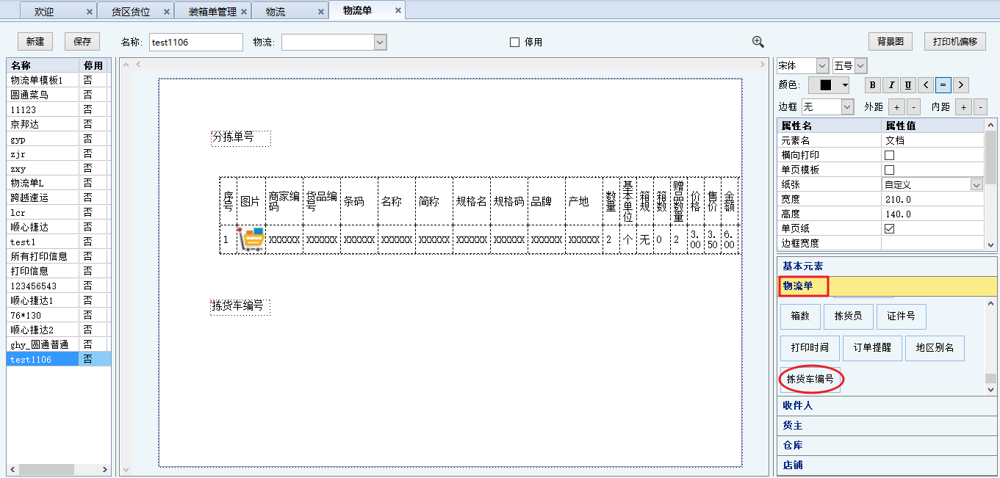 欢迎 货区货位 装箱单管理 物流 物流单
新建 保存 名称: test1106 物流: 停用 背景图 打印机偏移
名称 停用
物流单模板1 否
圆通菜鸟 否
11123 否
京邦达 否
gyp 否
zjr 否
zxy 否
物流单L 否
跨越速运 否
lcr 否
顺心捷达 否
test1 否
所有打印信息 否
打印信息 否
123456543 否
顺心捷达1 否
76*130 否
顺心捷达2 否
ghy_圆通普通 否
test1106 否
分拣单号
序号 图片 商家编码 货品编号 条码 名称 简称 规格名 规格码 品牌 产地 数量 基本单位 箱规 箱数 赠品数量 价格 售价 金额
1 XXXXXX XXXXXX XXXXXX XXXXXX XXXXXX XXXXXX XXXXXX XXXXXX XXXXXX 2 个 无 0 2 3.00 3.50 6.00
拣货车编号
宋体 五号
颜色: B I U < = >
边框 无 外距 + - 内距 + -
属性名 属性值
元素名 文档
横向打印
单页模板
纸张 自定义
宽度 210.0
高度 140.0
单页纸
边框宽度
基本元素
物流单
箱数 拣货员 证件号
打印时间 订单提醒 地区别名
拣货车编号
收件人
货主
仓库
店铺